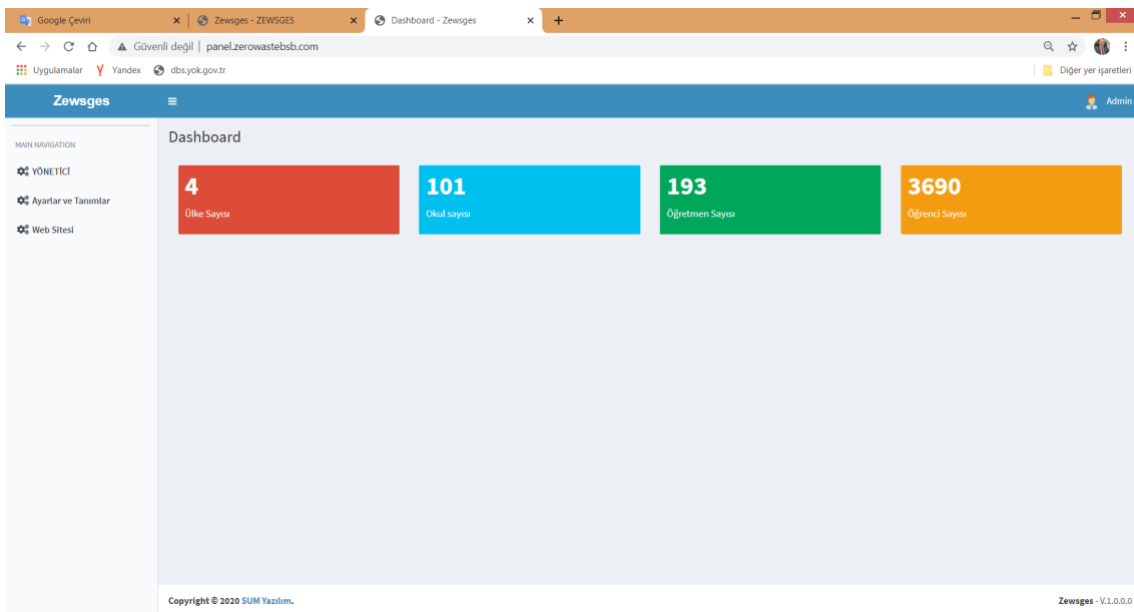 Google Çeviri
Zewsges - ZEWSGES
Dashboard - Zewsges
Güvenli değil | panel.zerowastebsb.com
Uygulamalar
Yandex
dbs.yok.gov.tr
Diğer yer işaretleri
Zewsges
Admin
MAIN NAVIGATION
YÖNETİCİ
Ayarlar ve Tanımlar
Web Sitesi
Dashboard
4
Ülke Sayısı
101
Okul sayısı
193
Öğretmen Sayısı
3690
Öğrenci Sayısı
Copyright © 2020 SUM Yazılım.
Zewsges - V.1.0.0.0